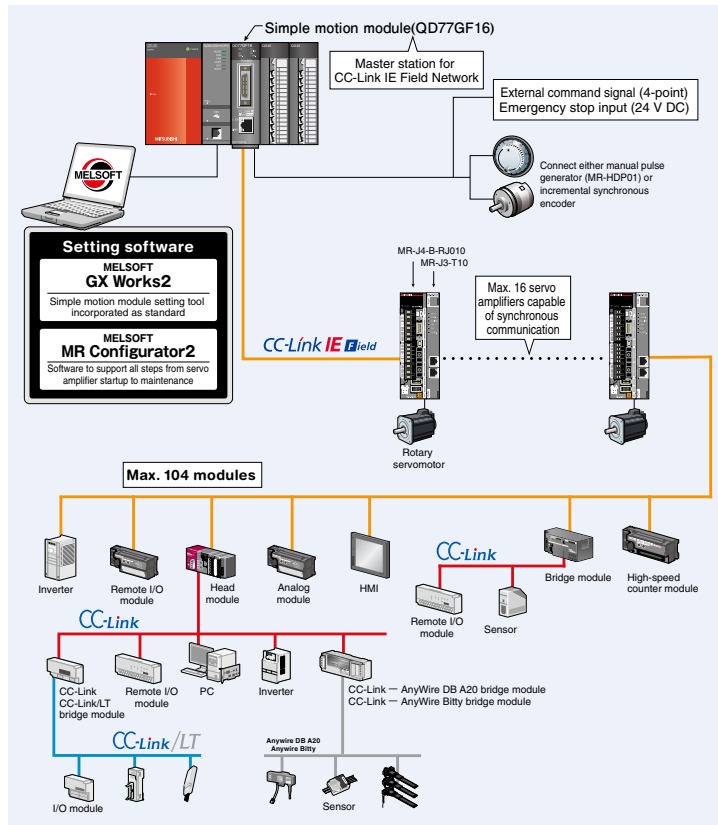 Simple motion module(QD77GF16)
Master station for
CC-Link IE Field Network
External command signal (4-point)
Emergency stop input (24 V DC)
MITSUBISHI
MELSOFT
Connect either manual pulse
generator (MR-HDP01) or
incremental synchronous
encoder
Setting software
MELSOFT
GX Works2
Simple motion module setting tool
incorporated as standard
MELSOFT
MR Configurator2
Software to support all steps from servo
amplifier startup to maintenance
MR-J4-B-RJ010
MR-J3-T10
Max. 16 servo
amplifiers capable
of synchronous
communication
CC-Link IE Field
Rotary
servomotor
Max. 104 modules
Inverter
Remote I/O
module
Head
module
Analog
module
HMI
CC-Link
Bridge module
High-speed
counter module
Remote I/O
module
Sensor
CC-Link
CC-Link
CC-Link/LT
bridge module
Remote I/O
module
PC
Inverter
CC-Link — AnyWire DB A20 bridge module
CC-Link — AnyWire Bitty bridge module
CC-Link/LT
Anywire DB A20
Anywire Bitty
I/O module
Sensor